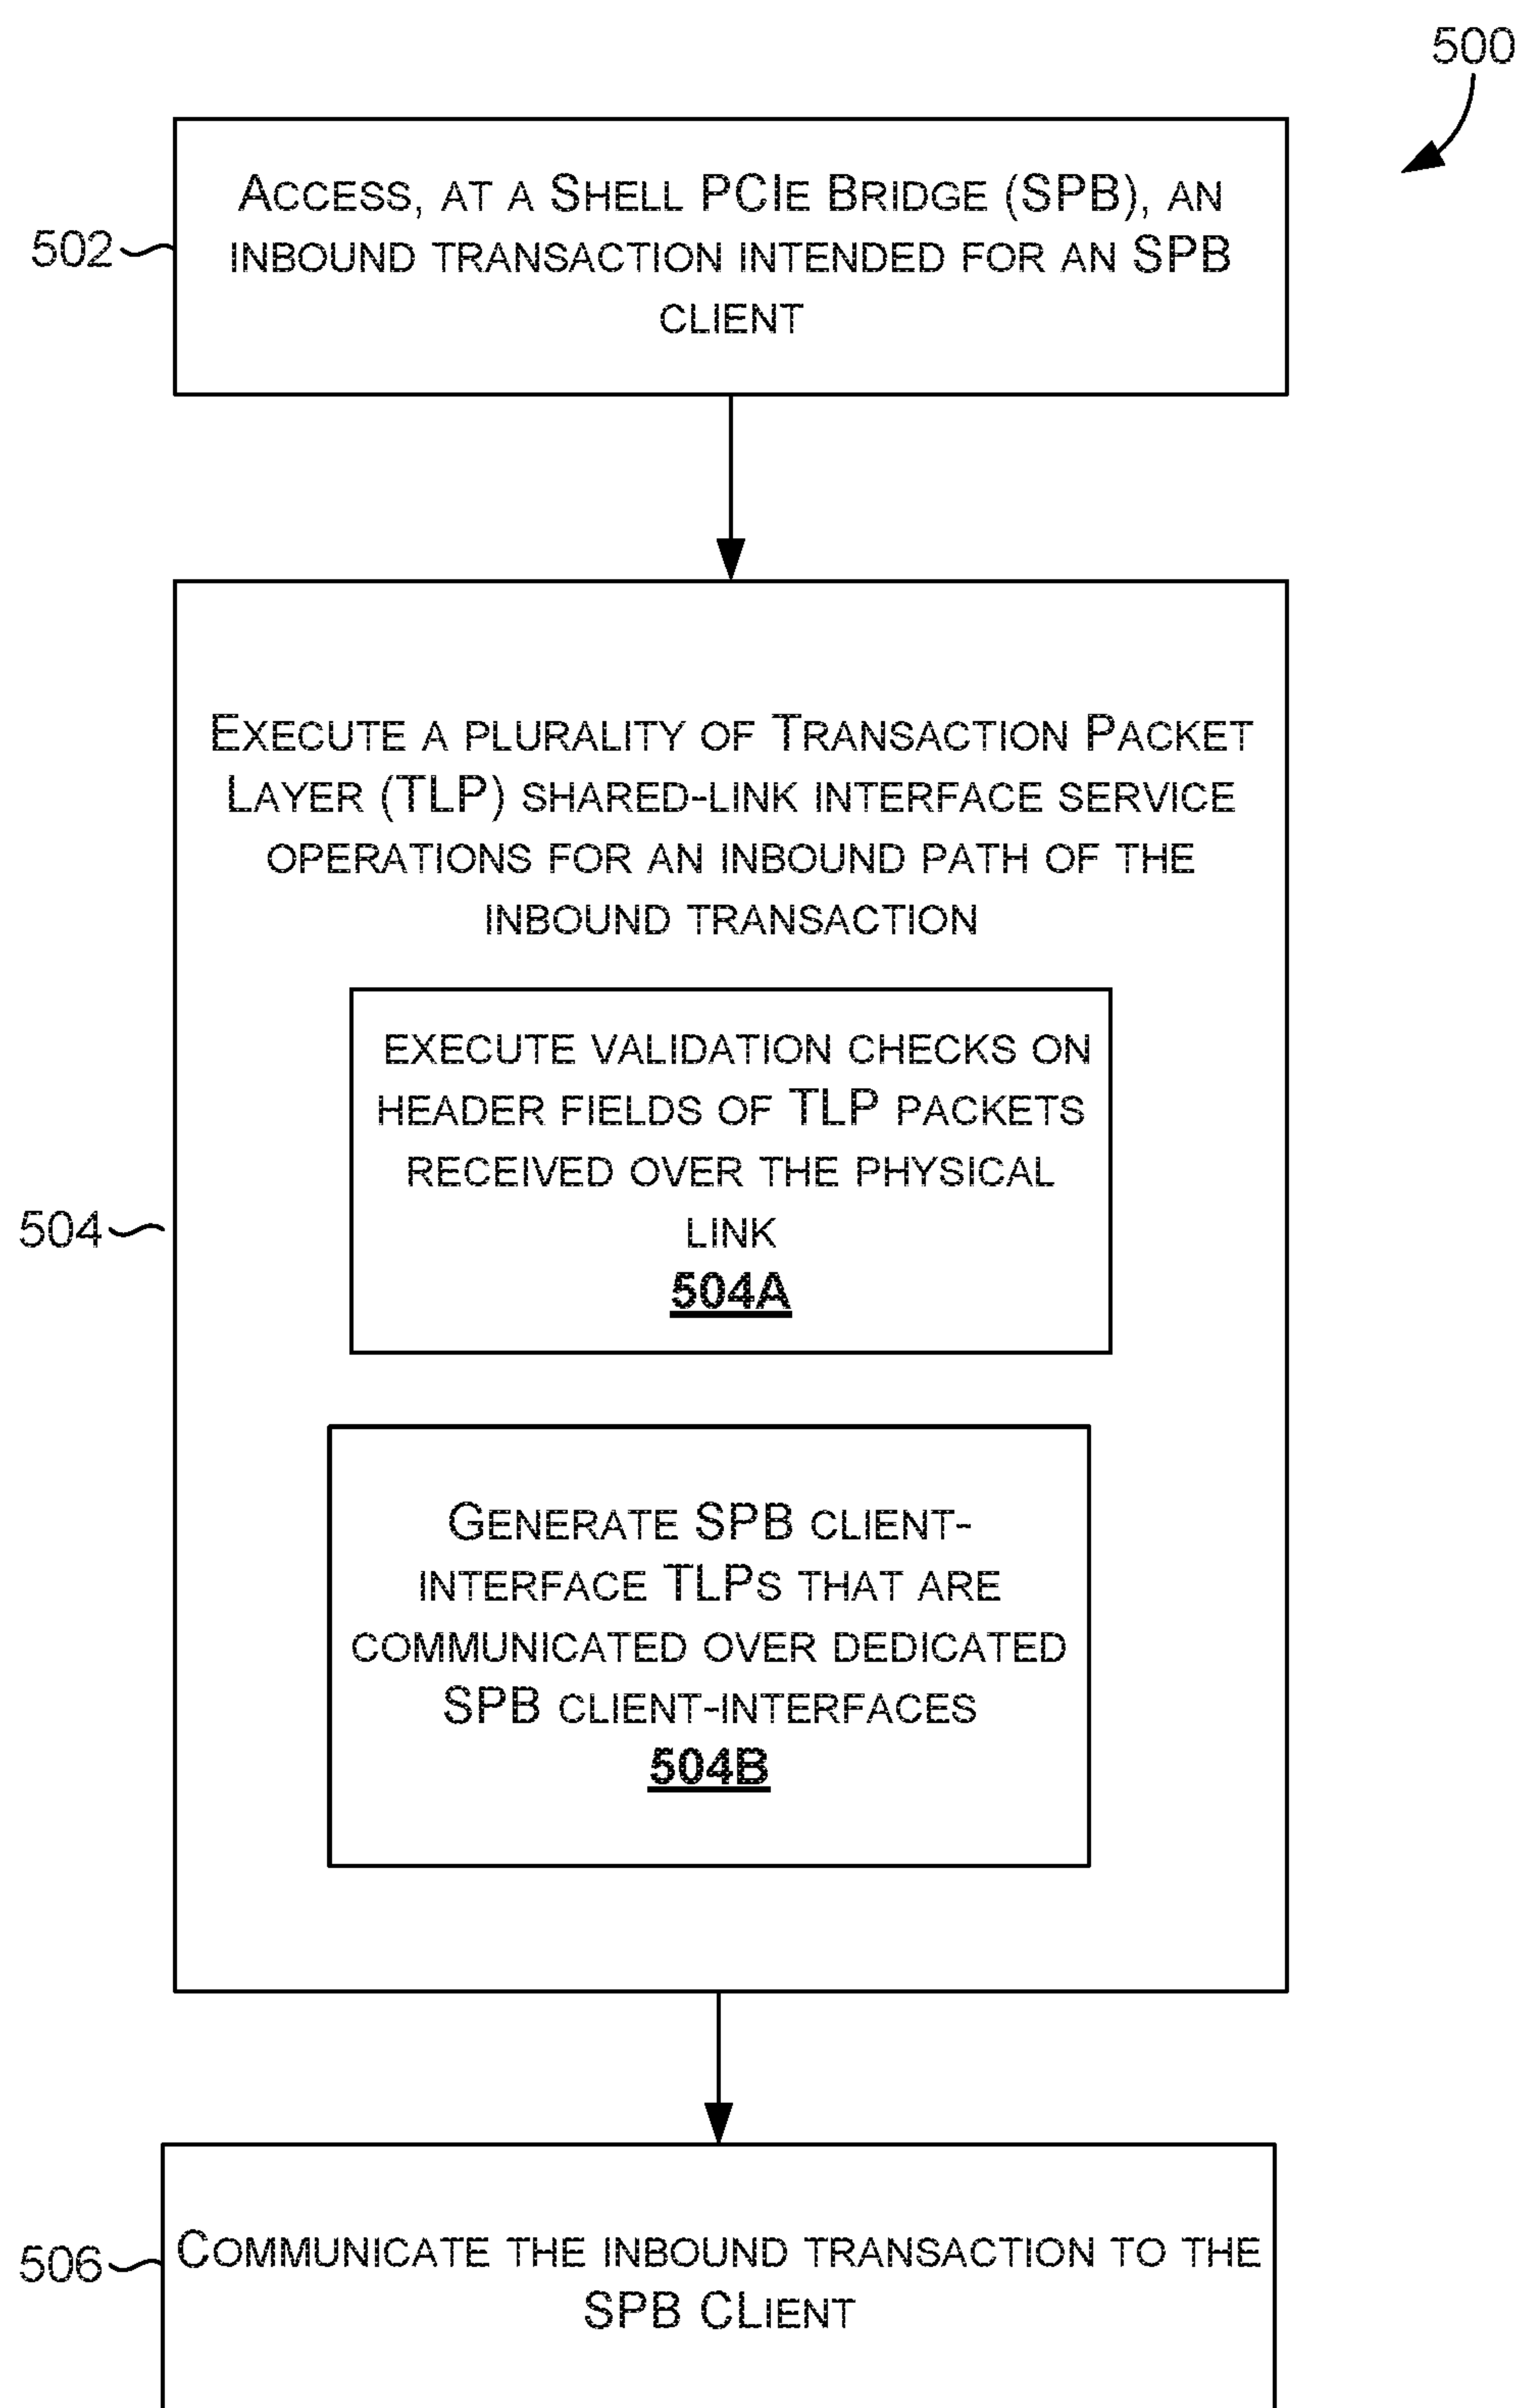 500
ACCESS, AT A SHELL PCIE BRIDGE (SPB), AN
502
INBOUND TRANSACTION INTENDED FOR AN SPB
CLIENT
EXECUTE A PLURALITY OF TRANSACTION PACKET
LAYER (TLP) SHARED-LINK INTERFACE SERVICE
OPERATIONS FOR AN INBOUND PATH OF THE
INBOUND TRANSACTION
EXECUTE VALIDATION CHECKS ON
HEADER FIELDS OF TLP PACKETS
RECEIVED OVER THE PHYSICAL
LINK
504
504A
GENERATE SPB CLIENT-
INTERFACE TLPS THAT ARE
COMMUNICATED OVER DEDICATED
SPB CLIENT-INTERFACES
504B
506
COMMUNICATE THE INBOUND TRANSACTION TO THE
SPB CLIENT